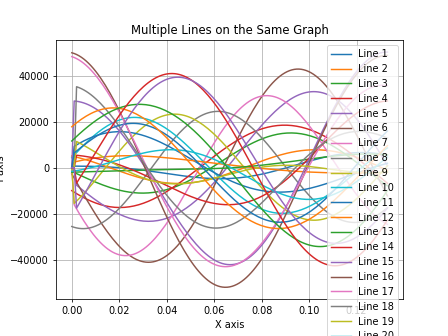 Multiple Lines on the Same Graph
40000
20000
0
−20000
−40000
0.00
0.02
0.04
0.06
0.08
0.10
X axis
axis
Line 1
Line 2
Line 3
Line 4
Line 5
Line 6
Line 7
Line 8
Line 9
Line 10
Line 11
Line 12
Line 13
Line 14
Line 15
Line 16
Line 17
Line 18
Line 19
Line 20